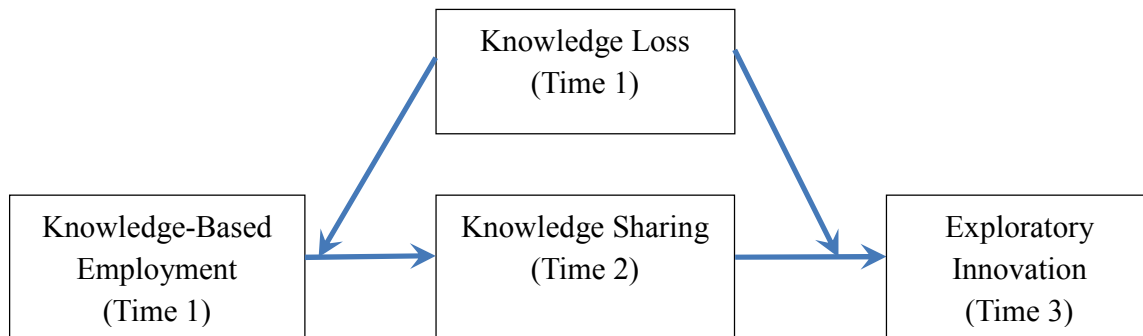 Knowledge Loss
(Time 1)
Knowledge-Based
Employment
(Time 1)
Knowledge Sharing
(Time 2)
Exploratory
Innovation
(Time 3)